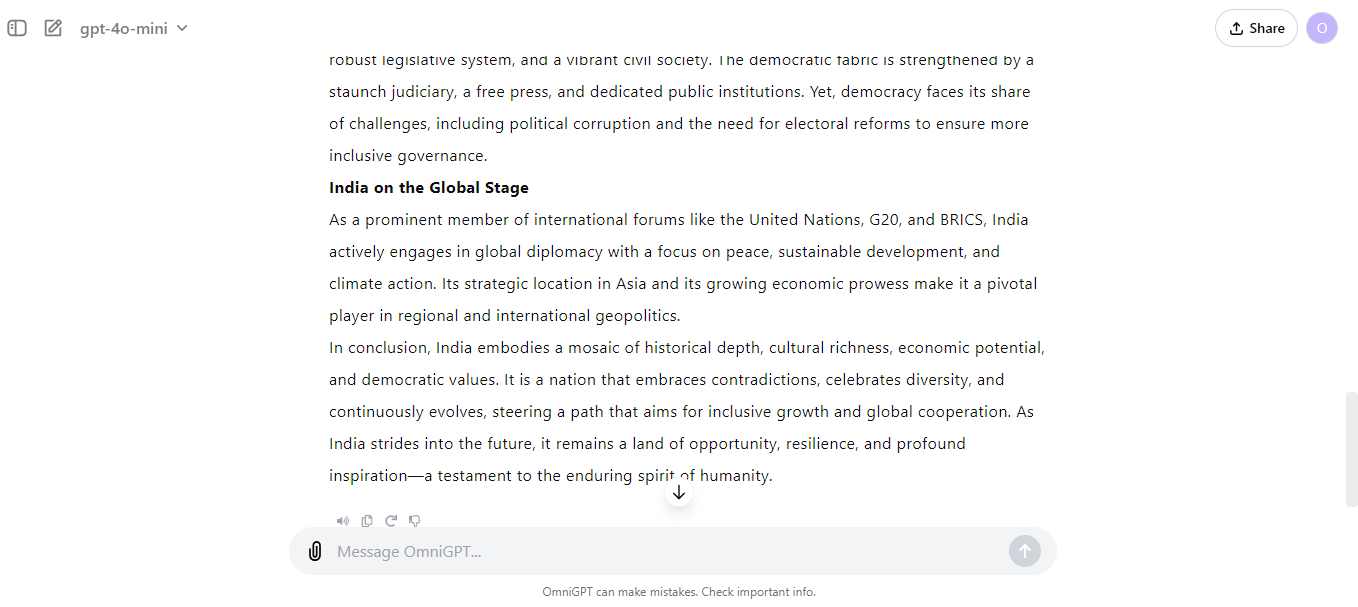 gpt-4o-mini
Share
O
robust legislative system, and a vibrant civil society. The democratic fabric is strengthened by a
staunch judiciary, a free press, and dedicated public institutions. Yet, democracy faces its share
of challenges, including political corruption and the need for electoral reforms to ensure more
inclusive governance.
India on the Global Stage
As a prominent member of international forums like the United Nations, G20, and BRICS, India
actively engages in global diplomacy with a focus on peace, sustainable development, and
climate action. Its strategic location in Asia and its growing economic prowess make it a pivotal
player in regional and international geopolitics.
In conclusion, India embodies a mosaic of historical depth, cultural richness, economic potential,
and democratic values. It is a nation that embraces contradictions, celebrates diversity, and
continuously evolves, steering a path that aims for inclusive growth and global cooperation. As
India strides into the future, it remains a land of opportunity, resilience, and profound
inspiration—a testament to the enduring spirit of humanity.
Message OmniGPT...
OmniGPT can make mistakes. Check important info.